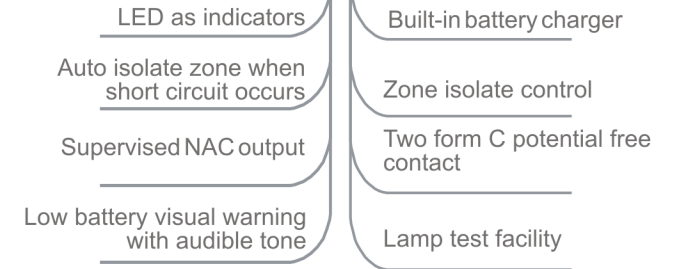 LED as indicators
Auto isolate zone when
short circuit occurs
Supervised NAC output
Low battery visual warning
with audible tone
Built-in battery charger
Zone isolate control
Two form C potential free
contact
Lamp test facility